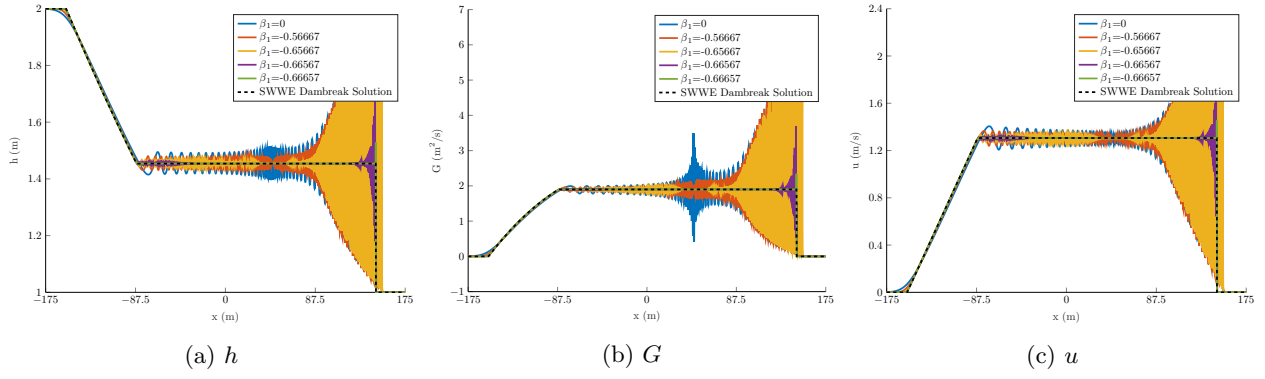 2
1.8
1.6
1.4
1.2
1
h (m)
−175
−87.5
0
87.5
175
x (m)
β₁=0
β₁=-0.56667
β₁=-0.65667
β₁=-0.66567
β₁=-0.66657
SWWE Dambreak Solution
(a) h
7
6
5
4
3
2
1
0
−1
G (m²/s)
−175
−87.5
0
87.5
175
x (m)
β₁=0
β₁=-0.56667
β₁=-0.65667
β₁=-0.66567
β₁=-0.66657
SWWE Dambreak Solution
(b) G
2
1.6
1.2
0.8
0.4
0
u (m/s)
−175
−87.5
0
87.5
175
x (m)
β₁=0
β₁=-0.56667
β₁=-0.65667
β₁=-0.66567
β₁=-0.66657
SWWE Dambreak Solution
(c) u